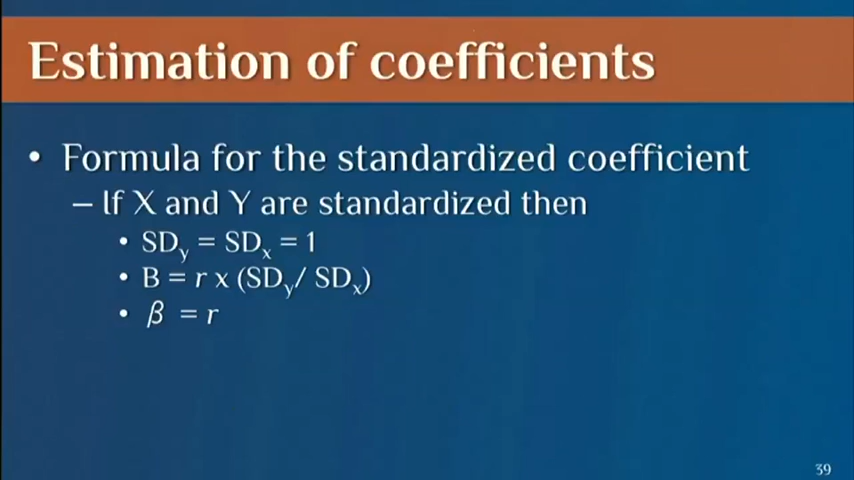 Estimation of coefficients
• Formula for the standardized coefficient
– If X and Y are standardized then
• SDy = SDx = 1
• B = r x (SDy/ SDx)
• β = r
39